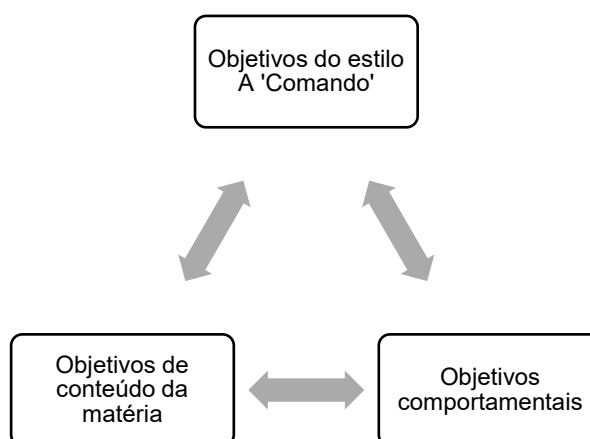 Objetivos do estilo
A 'Comando'
Objetivos de
conteúdo da
matéria
Objetivos
comportamentais